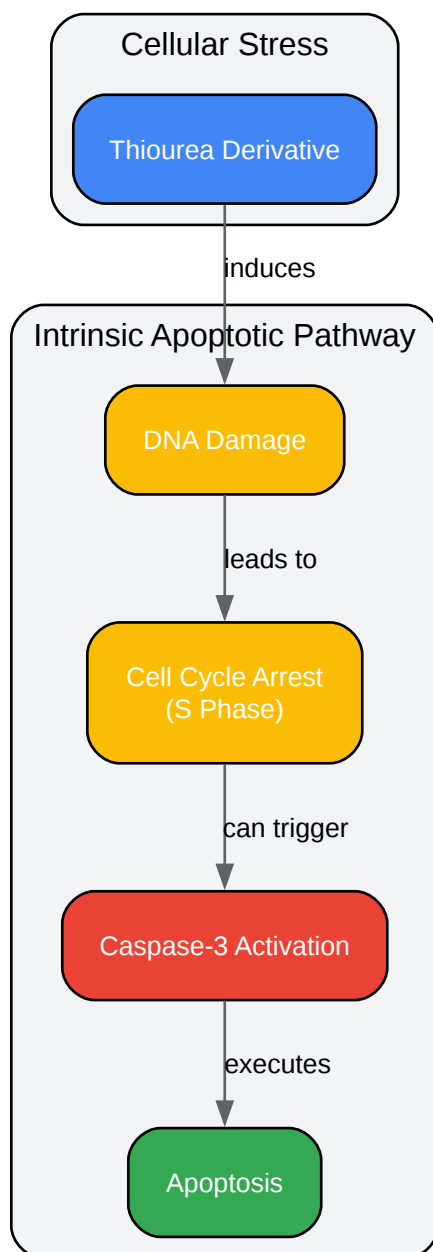 Cellular Stress
Thiourea Derivative
induces
Intrinsic Apoptotic Pathway
DNA Damage
leads to
Cell Cycle Arrest
(S Phase)
can trigger
Caspase-3 Activation
executes
Apoptosis